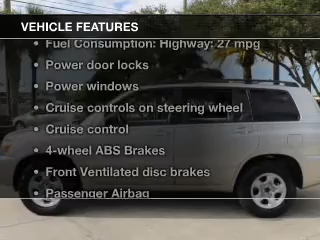 VEHICLE FEATURES
• Fuel Consumption: Highway: 27 mpg
• Power door locks
• Power windows
• Cruise controls on steering wheel
• Cruise control
• 4-wheel ABS Brakes
• Front Ventilated disc brakes
• Passenger Airbag